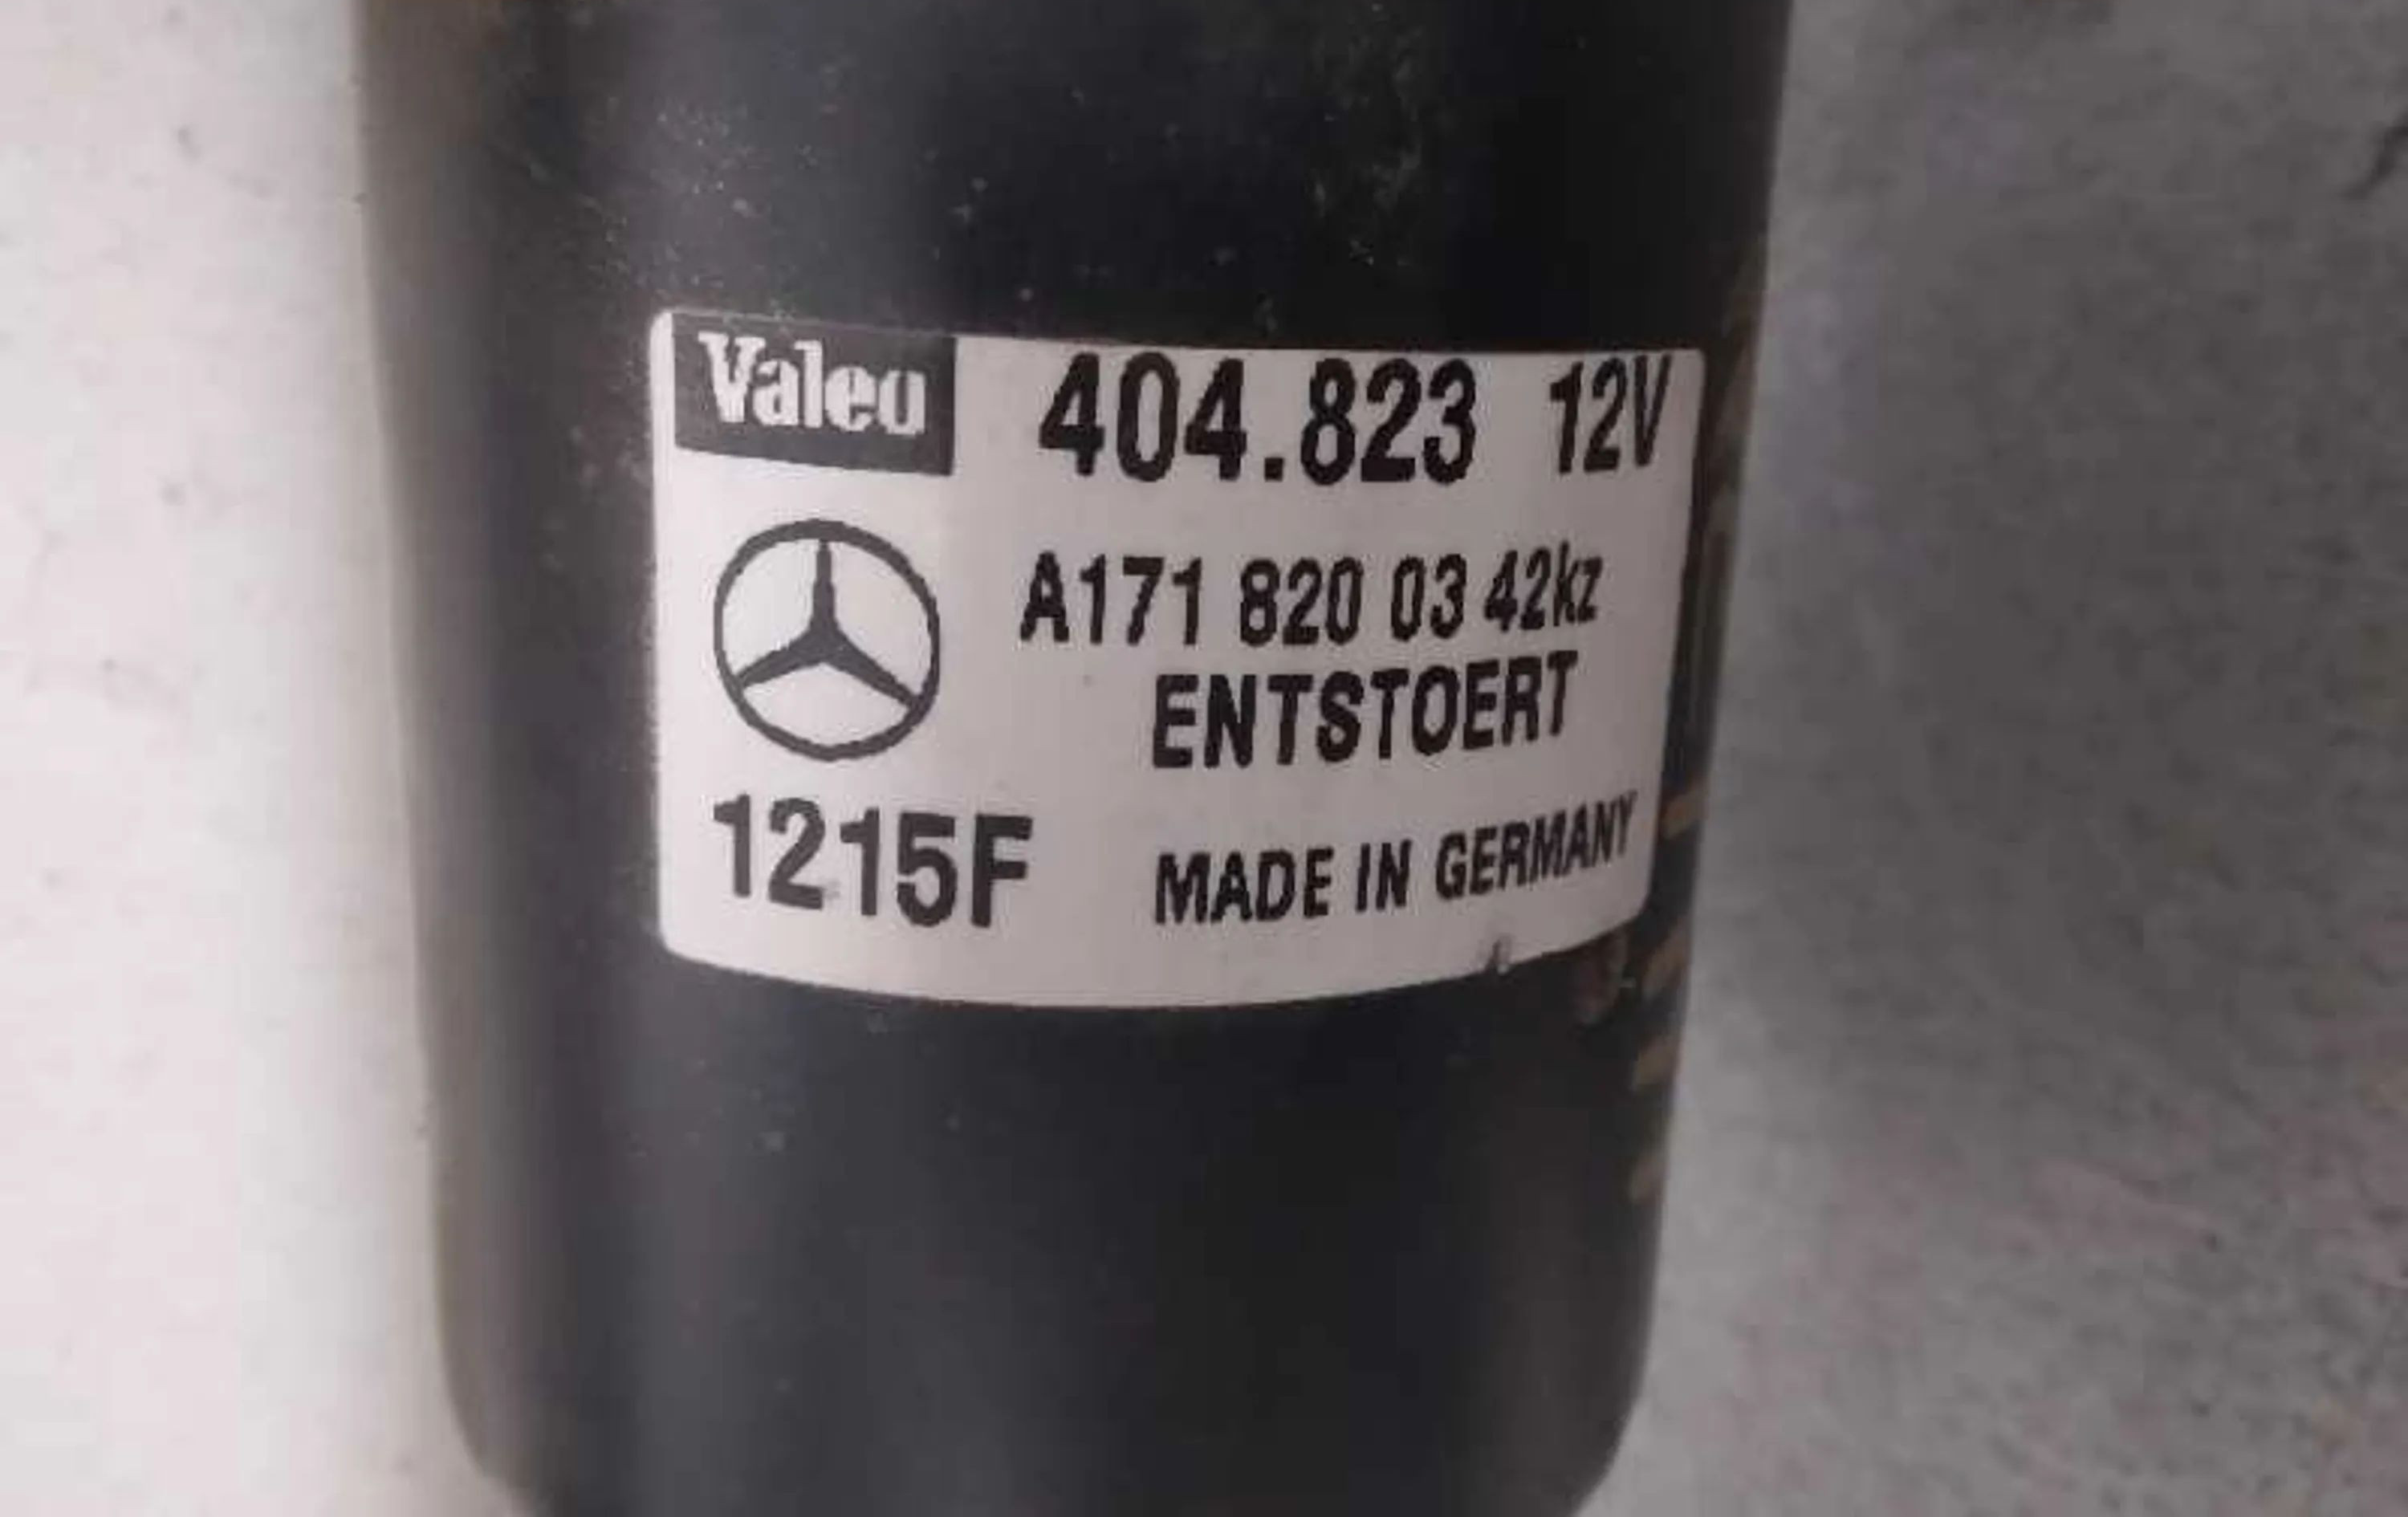 Valeo 404.823 12V
A171 820 03 42kz
ENTSTOERT
1215F MADE IN GERMANY